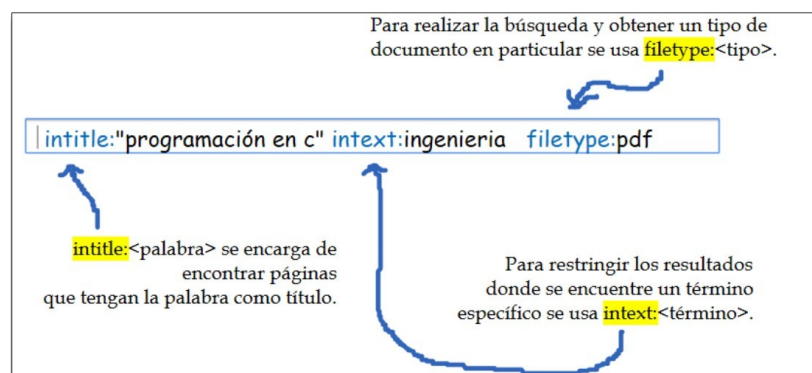 Para realizar la búsqueda y obtener un tipo de
documento en particular se usa filetype:<tipo>.
intitle:"programación en c" intext:ingenieria filetype:pdf
intitle:<palabra> se encarga de
encontrar páginas
que tengan la palabra como título.
Para restringir los resultados
donde se encuentre un término
específico se usa intext:<término>.